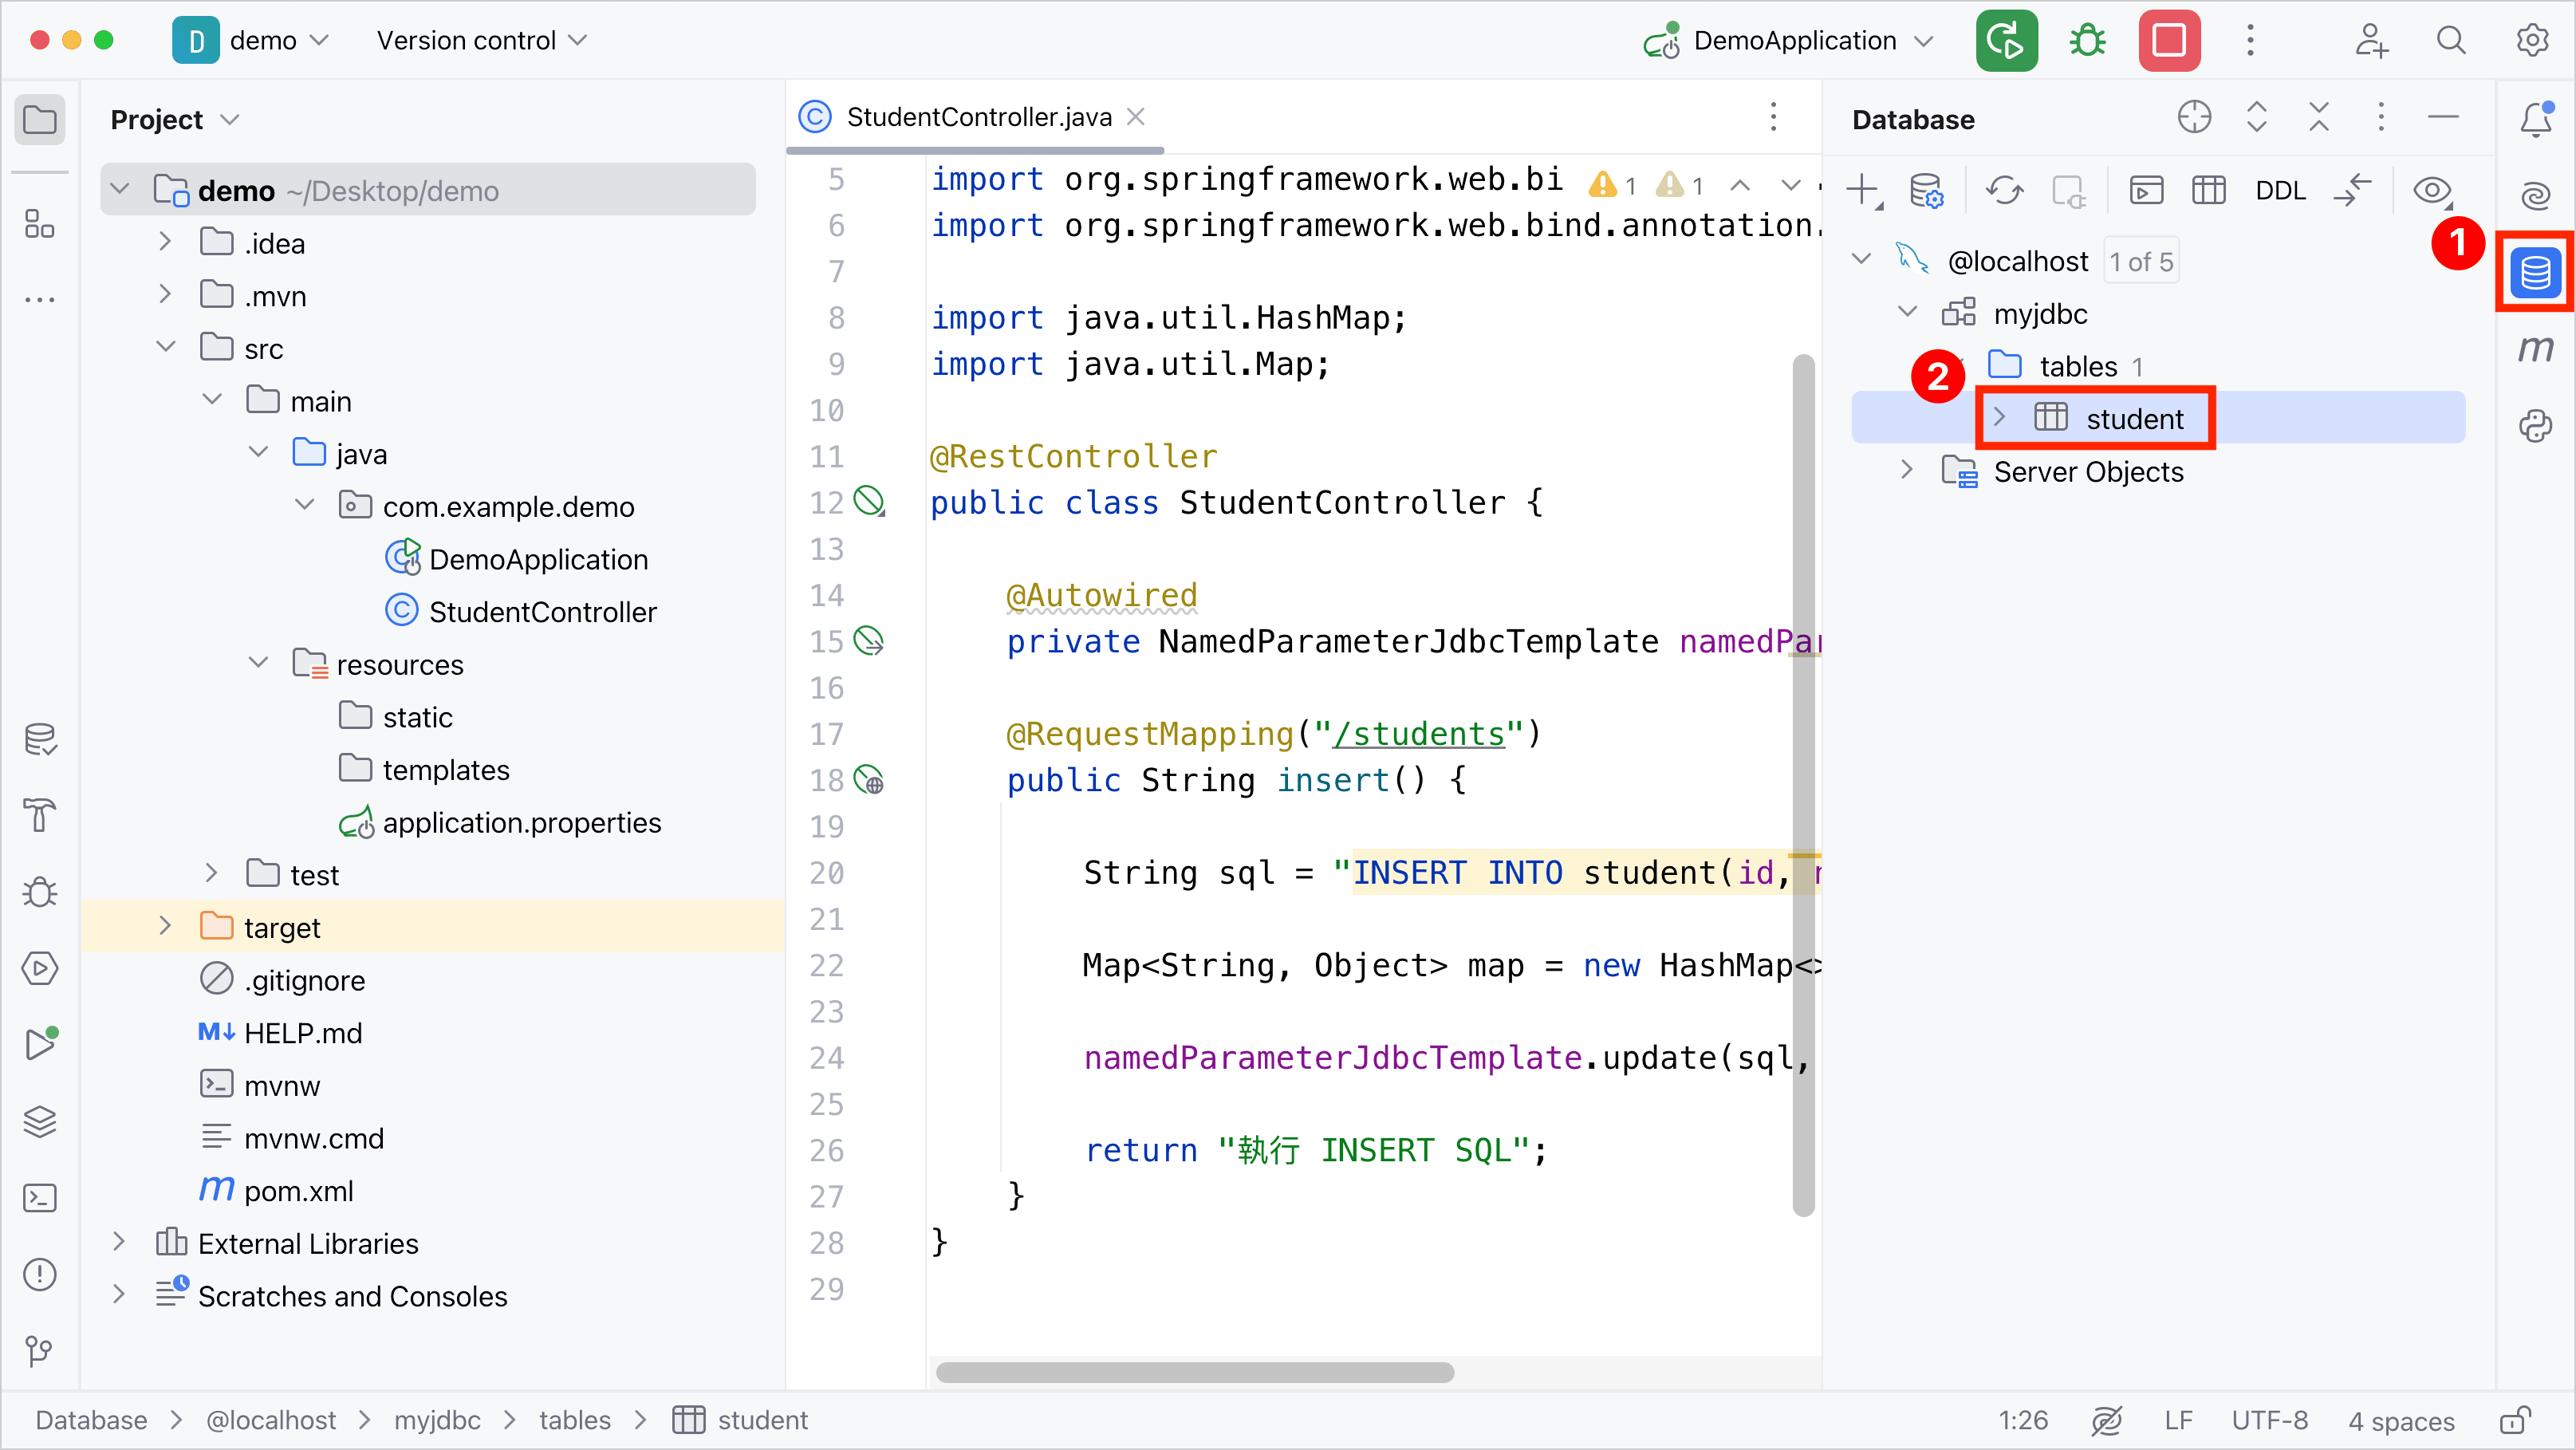 D demo Version control DemoApplication
Project
demo ~/Desktop/demo
.idea
.mvn
src
main
java
com.example.demo
DemoApplication
StudentController
resources
static
templates
application.properties
test
target
.gitignore
M↓ HELP.md
mvnw
mvnw.cmd
m pom.xml
External Libraries
Scratches and Consoles
C StudentController.java
5 import org.springframework.web.bi 1 1
6 import org.springframework.web.bind.annotation.
7
8 import java.util.HashMap;
9 import java.util.Map;
10
11 @RestController
12 public class StudentController {
13
14 @Autowired
15 private NamedParameterJdbcTemplate namedPar
16
17 @RequestMapping("/students")
18 public String insert() {
19
20 String sql = "INSERT INTO student(id,
21
22 Map<String, Object> map = new HashMap<>
23
24 namedParameterJdbcTemplate.update(sql,
25
26 return "執行 INSERT SQL";
27 }
28 }
29
Database
DDL
1
@localhost 1 of 5
myjdbc
tables 1
2
student
Server Objects
m
Database > @localhost > myjdbc > tables > student
1:26 LF UTF-8 4 spaces